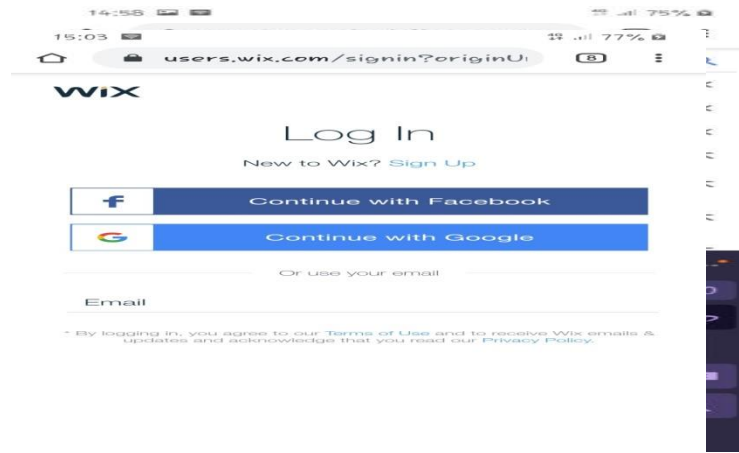 14:58 75%
15:03 77%
users.wix.com/signin?originU
8
WiX
Log In
New to Wix? Sign Up
f Continue with Facebook
G Continue with Google
Or use your email
Email
* By logging in, you agree to our Terms of Use and to receive Wix emails &
updates and acknowledge that you read our Privacy Policy.